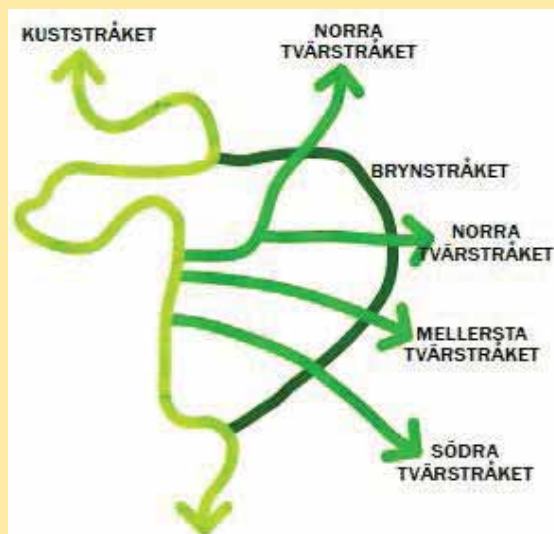 KUSTSTRÅKET
NORRA
TVÄRSTRÅKET
BRYNSTRÅKET
NORRA
TVÄRSTRÅKET
MELLERSTA
TVÄRSTRÅKET
SÖDRA
TVÄRSTRÅKET